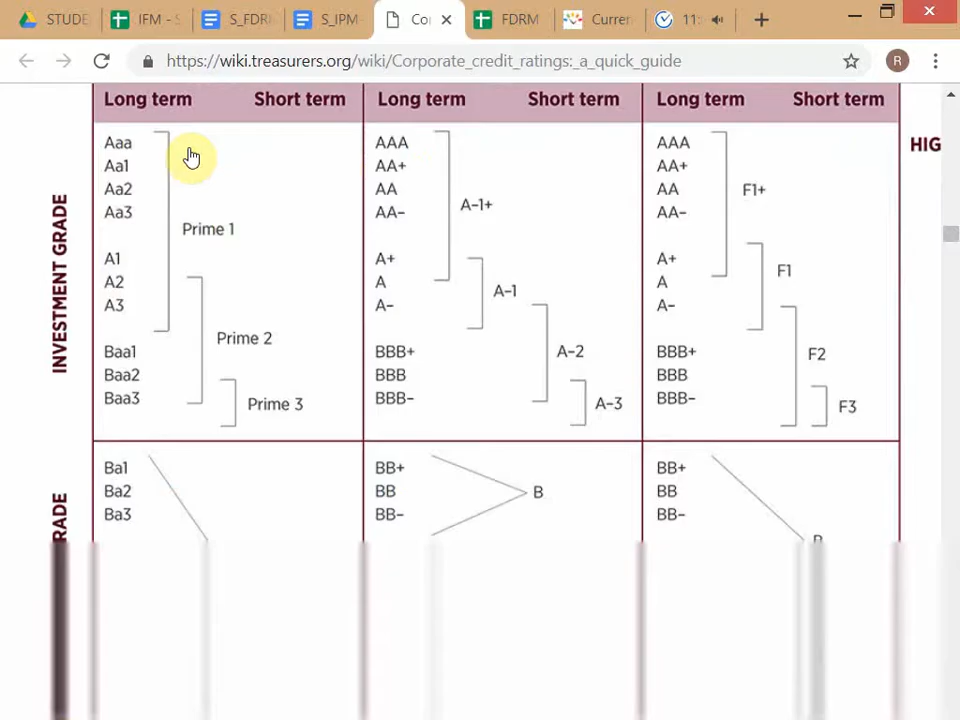 STUDE
IFM - S
S_FDRM
S_IPM-
Cor
FDRM
Curren
11:
https://wiki.treasurers.org/wiki/Corporate_credit_ratings:_a_quick_guide
R
Long term Short term Long term Short term Long term Short term
HIG
INVESTMENT GRADE
Aaa AAA AAA
Aa1 AA+ AA+
Aa2 AA AA F1+
Aa3 AA- A-1+ AA-
Prime 1
A1 A+ A+ F1
A2 A A-1 A
A3 A- A-
Prime 2
Baa1 BBB+ A-2 BBB+ F2
Baa2 BBB BBB
Baa3 Prime 3 BBB- A-3 BBB- F3
RADE
Ba1 BB+ BB+
Ba2 BB B BB
Ba3 BB- BB-